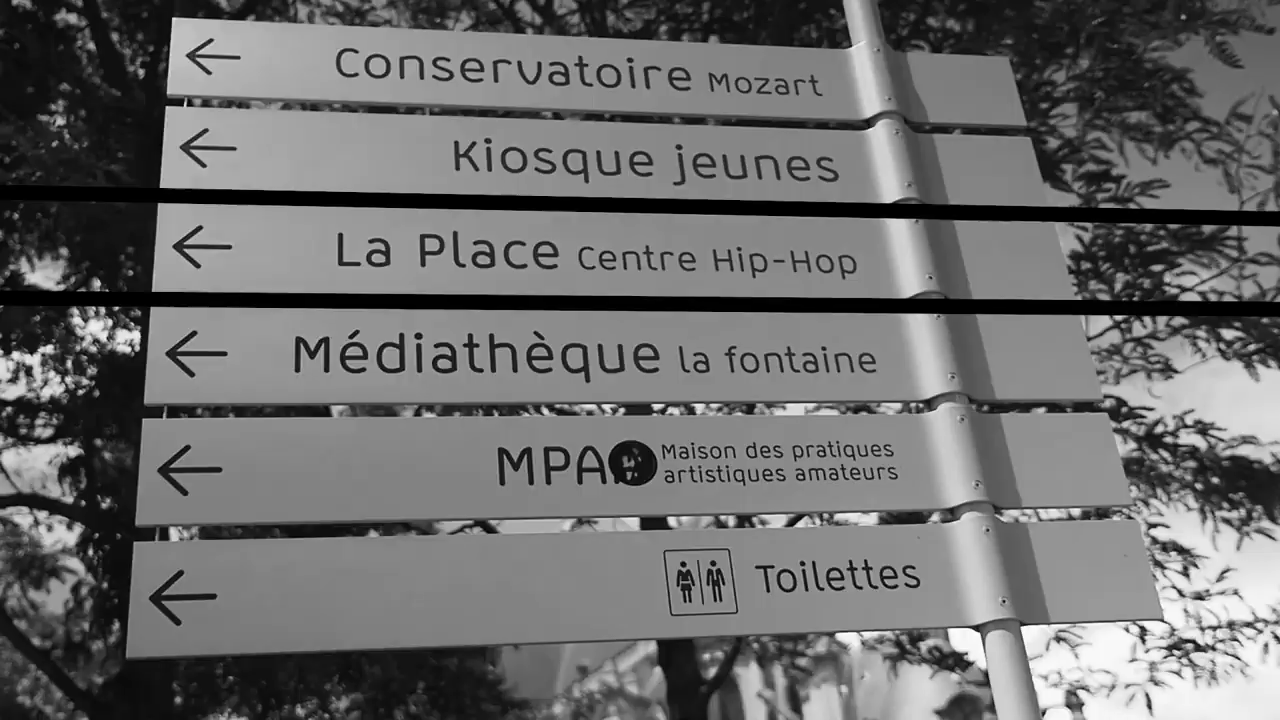 Conservatoire Mozart
Kiosque jeunes
La Place Centre Hip-Hop
Médiathèque la fontaine
MPA Maison des pratiques
artistiques amateurs
Toilettes